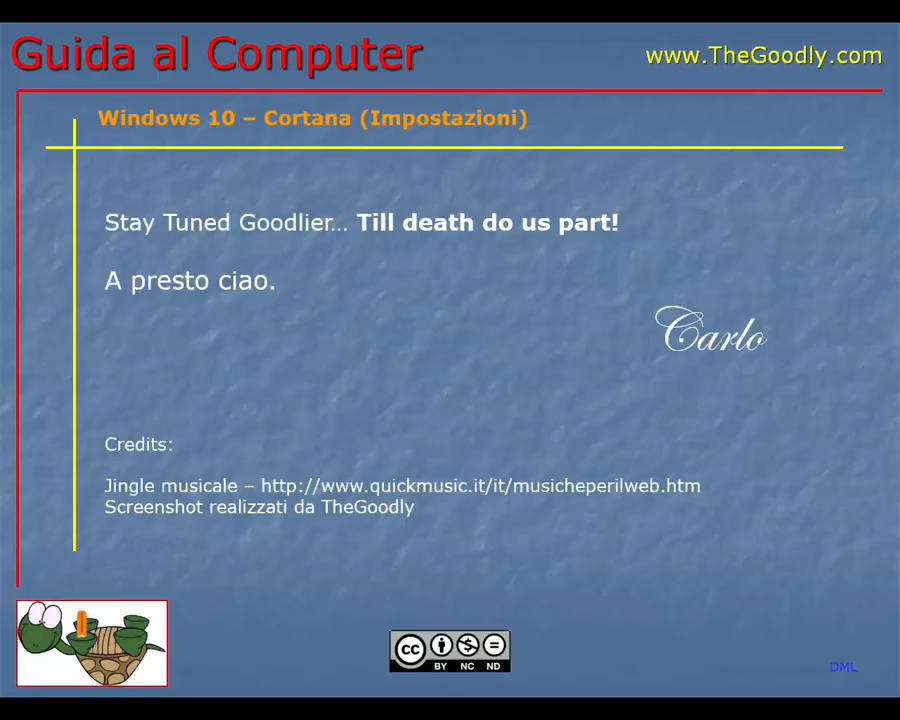 Guida al Computer
www.TheGoodly.com
Windows 10 – Cortana (Impostazioni)
Stay Tuned Goodlier... Till death do us part!
A presto ciao.
Carlo
Credits:
Jingle musicale – http://www.quickmusic.it/it/musicheperilweb.htm
Screenshot realizzati da TheGoodly
cc
BY NC ND
DML